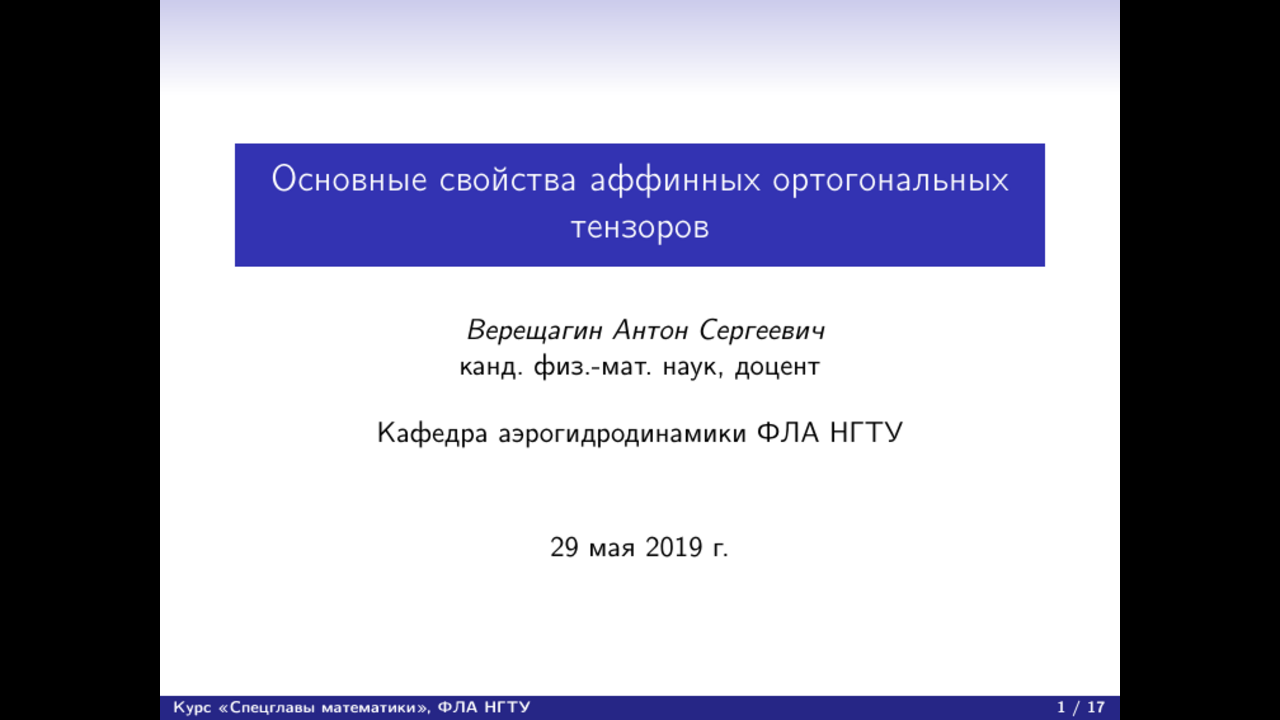 Основные свойства аффинных ортогональных
тензоров
Верещагин Антон Сергеевич
канд. физ.-мат. наук, доцент
Кафедра аэрогидродинамики ФЛА НГТУ
29 мая 2019 г.
Курс «Спецглавы математики», ФЛА НГТУ 1 / 17